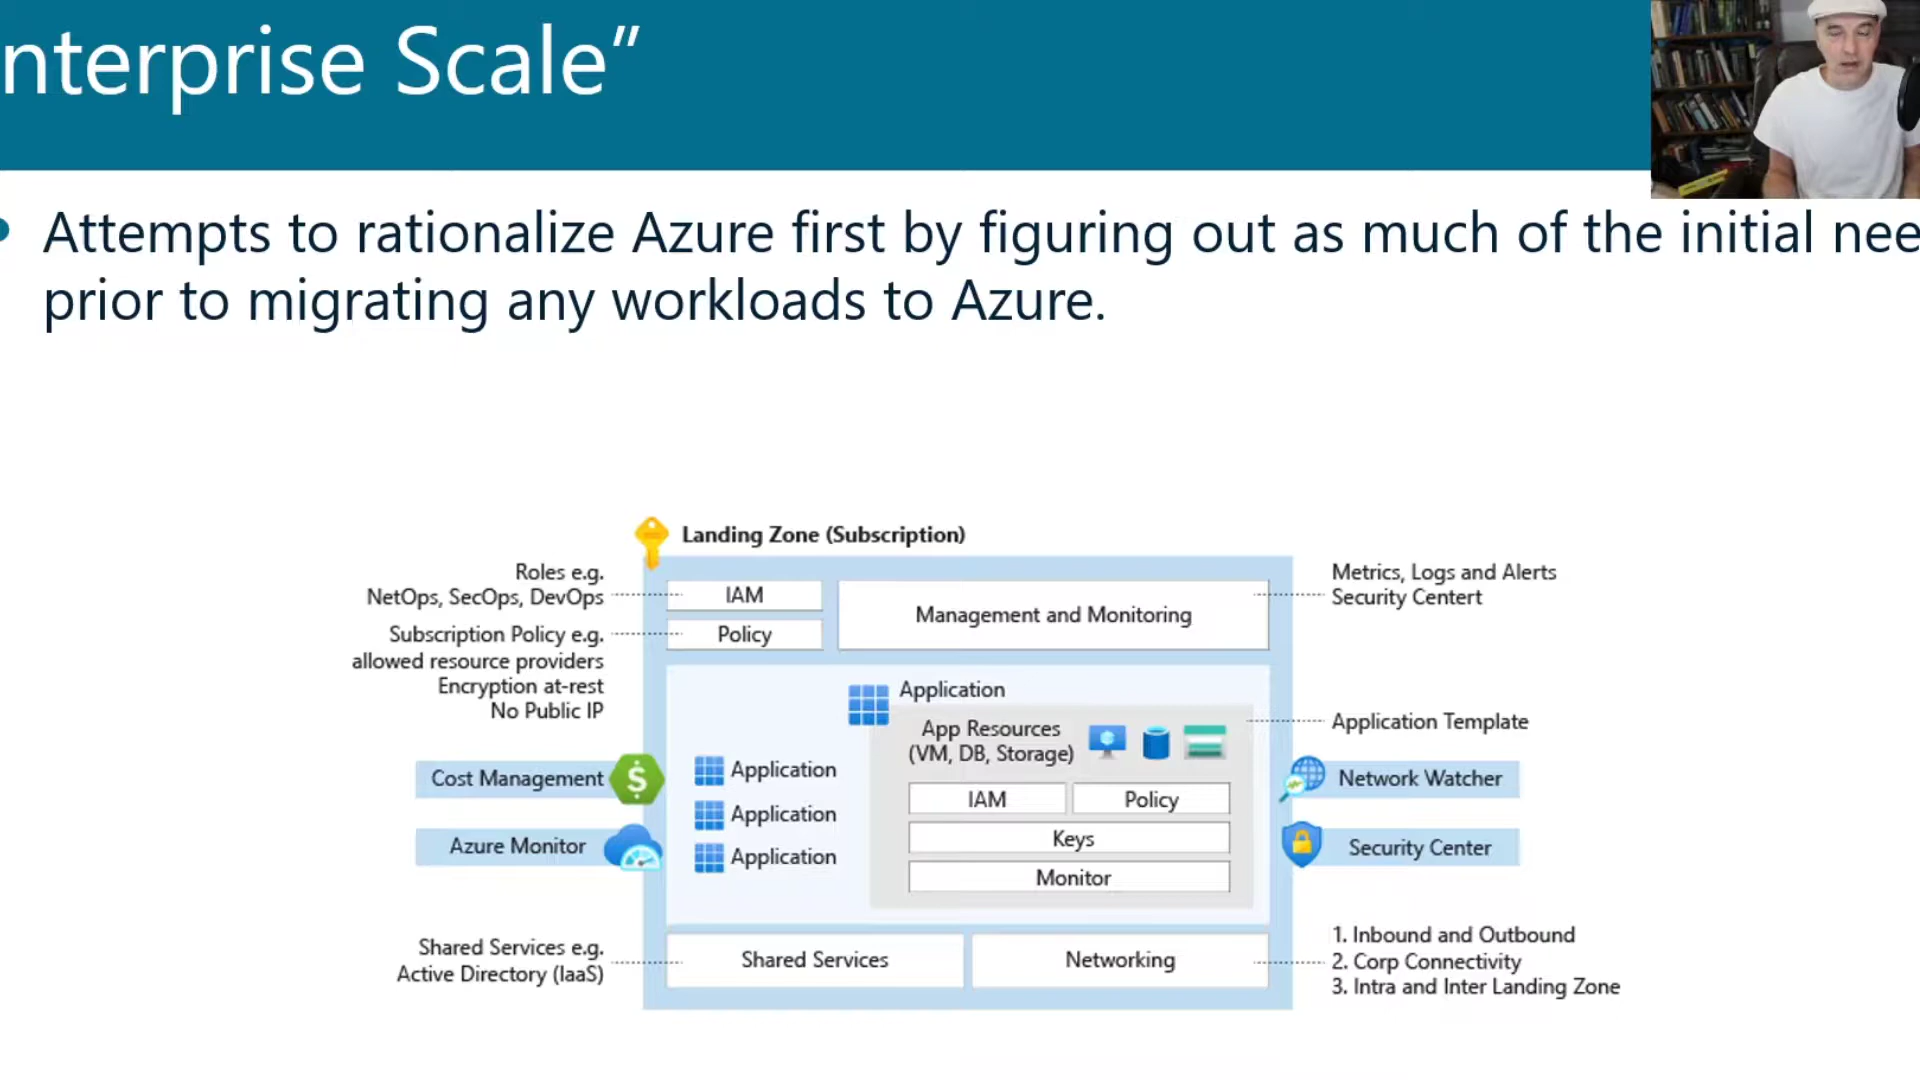 nterprise Scale”
Attempts to rationalize Azure first by figuring out as much of the initial nee
prior to migrating any workloads to Azure.
Landing Zone (Subscription)
Roles e.g.
NetOps, SecOps, DevOps
Subscription Policy e.g.
allowed resource providers
Encryption at-rest
No Public IP
IAM
Policy
Management and Monitoring
Metrics, Logs and Alerts
Security Centert
Application
App Resources
(VM, DB, Storage)
Application Template
Application
Application
Application
IAM
Policy
Keys
Monitor
Cost Management
Azure Monitor
Network Watcher
Security Center
Shared Services e.g.
Active Directory (IaaS)
Shared Services
Networking
1. Inbound and Outbound
2. Corp Connectivity
3. Intra and Inter Landing Zone